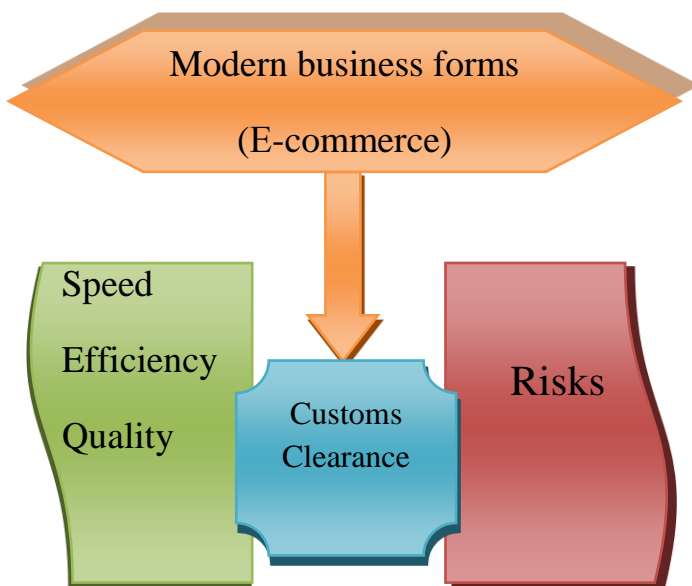 Modern business forms
(E-commerce)
Speed
Efficiency
Quality
Customs
Clearance
Risks